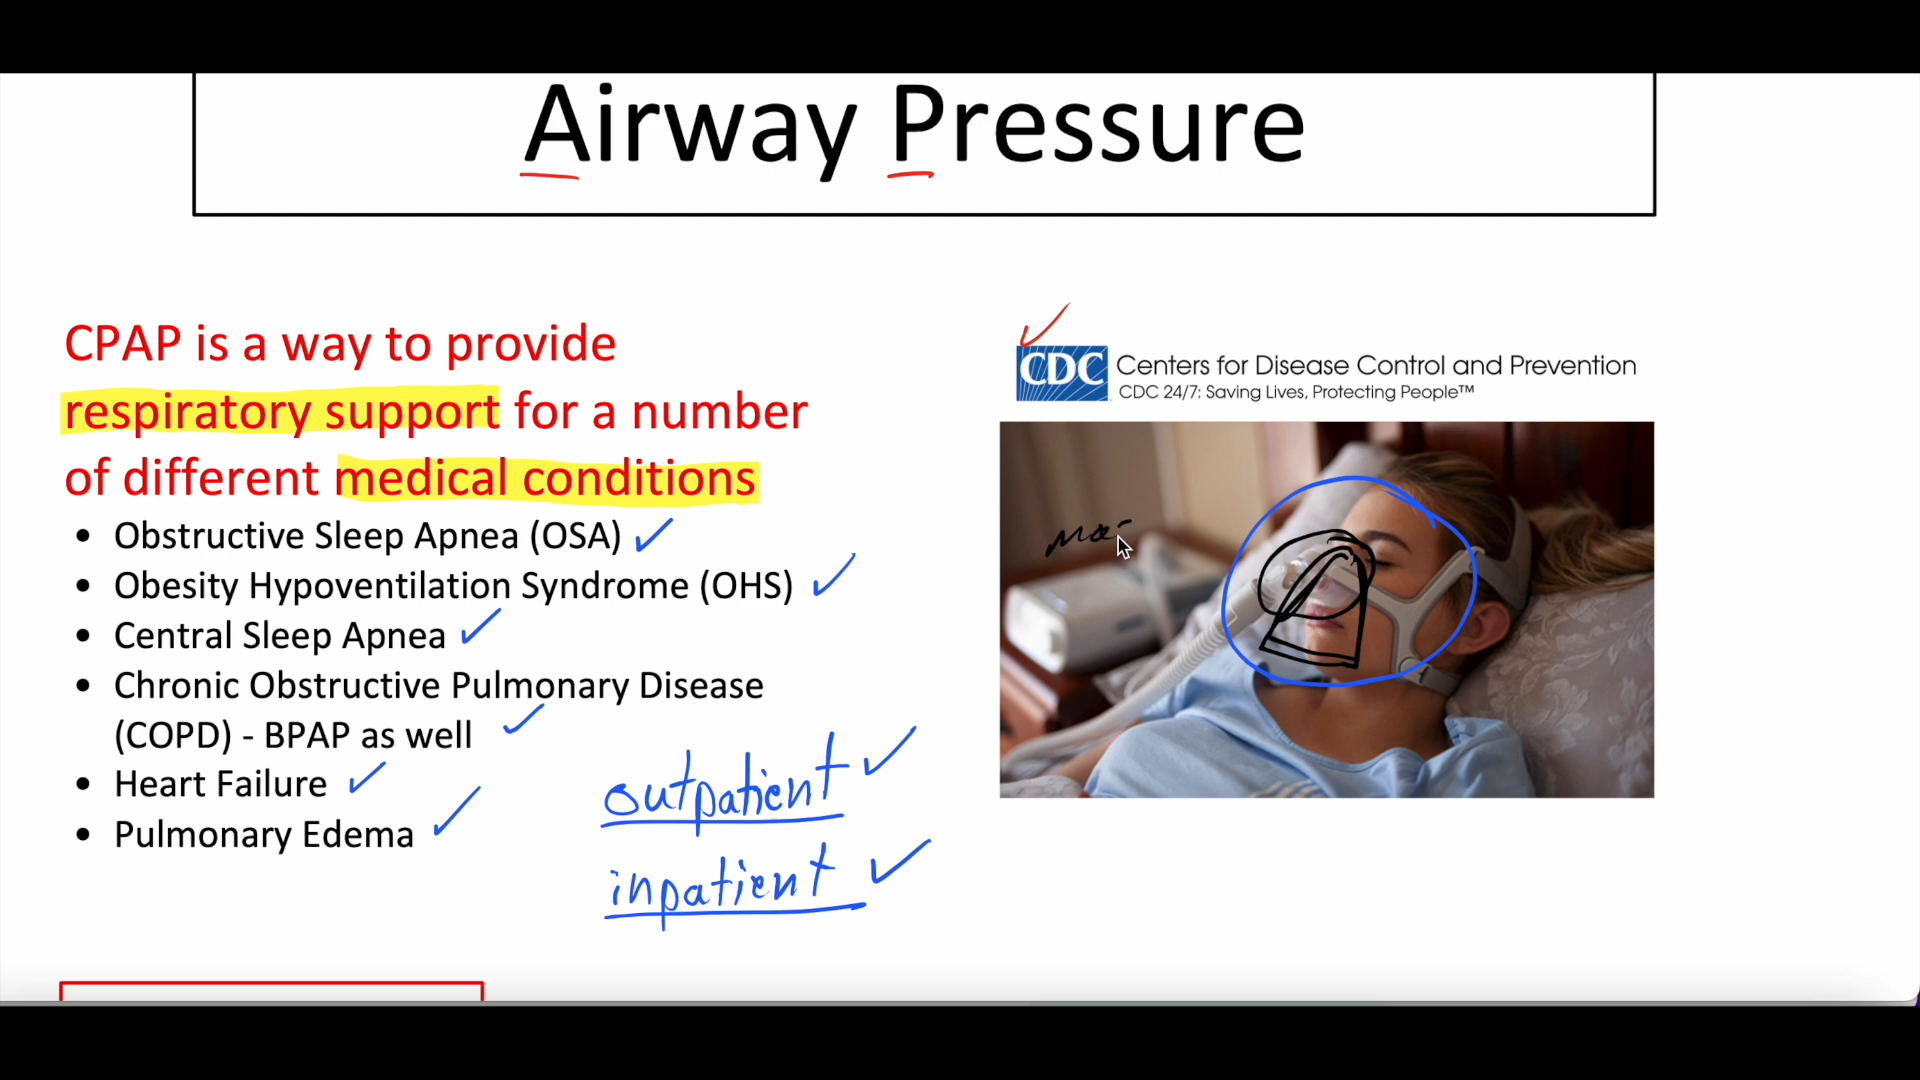 Airway Pressure
CPAP is a way to provide
respiratory support for a number
of different medical conditions
• Obstructive Sleep Apnea (OSA)
• Obesity Hypoventilation Syndrome (OHS)
• Central Sleep Apnea
• Chronic Obstructive Pulmonary Disease
(COPD) - BPAP as well
• Heart Failure
• Pulmonary Edema
outpatient
inpatient
CDC Centers for Disease Control and Prevention
CDC 24/7: Saving Lives, Protecting People™